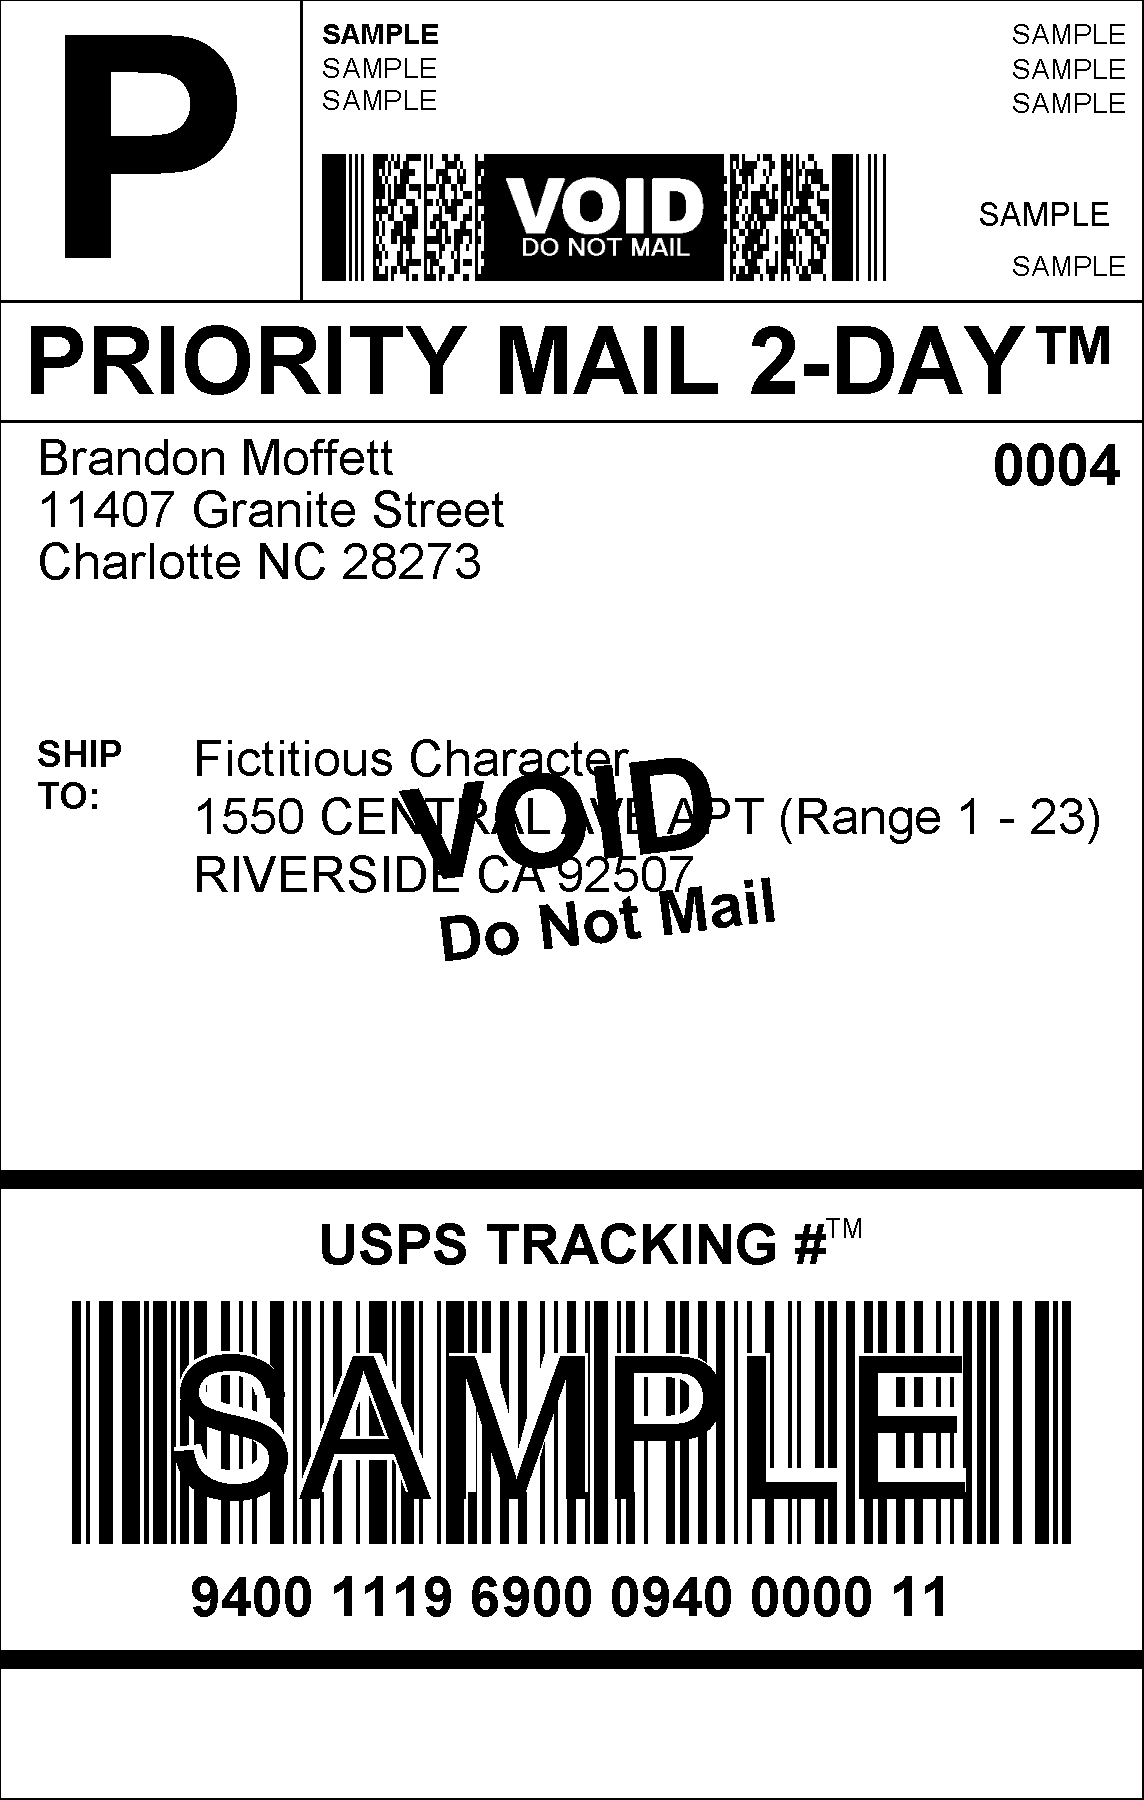 P
SAMPLE
SAMPLE
SAMPLE
SAMPLE
SAMPLE
SAMPLE
VOID
DO NOT MAIL
SAMPLE
SAMPLE
PRIORITY MAIL 2-DAY™
Brandon Moffett
0004
11407 Granite Street
Charlotte NC 28273
SHIP
TO:
Fictitious Character
1550 CENTRAL AVE APT (Range 1 - 23)
RIVERSIDE CA 92507
VOID
Do Not Mail
USPS TRACKING #™
SAMPLE
9400 1119 6900 0940 0000 11